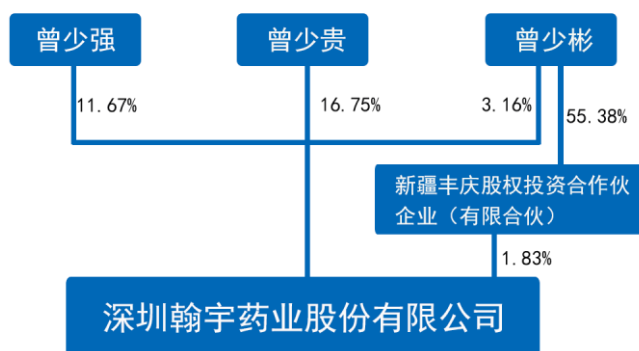 曾少强
曾少贵
曾少彬
11.67%
16.75%
3.16%
55.38%
新疆丰庆股权投资合作伙
企业（有限合伙）
1.83%
深圳翰宇药业股份有限公司